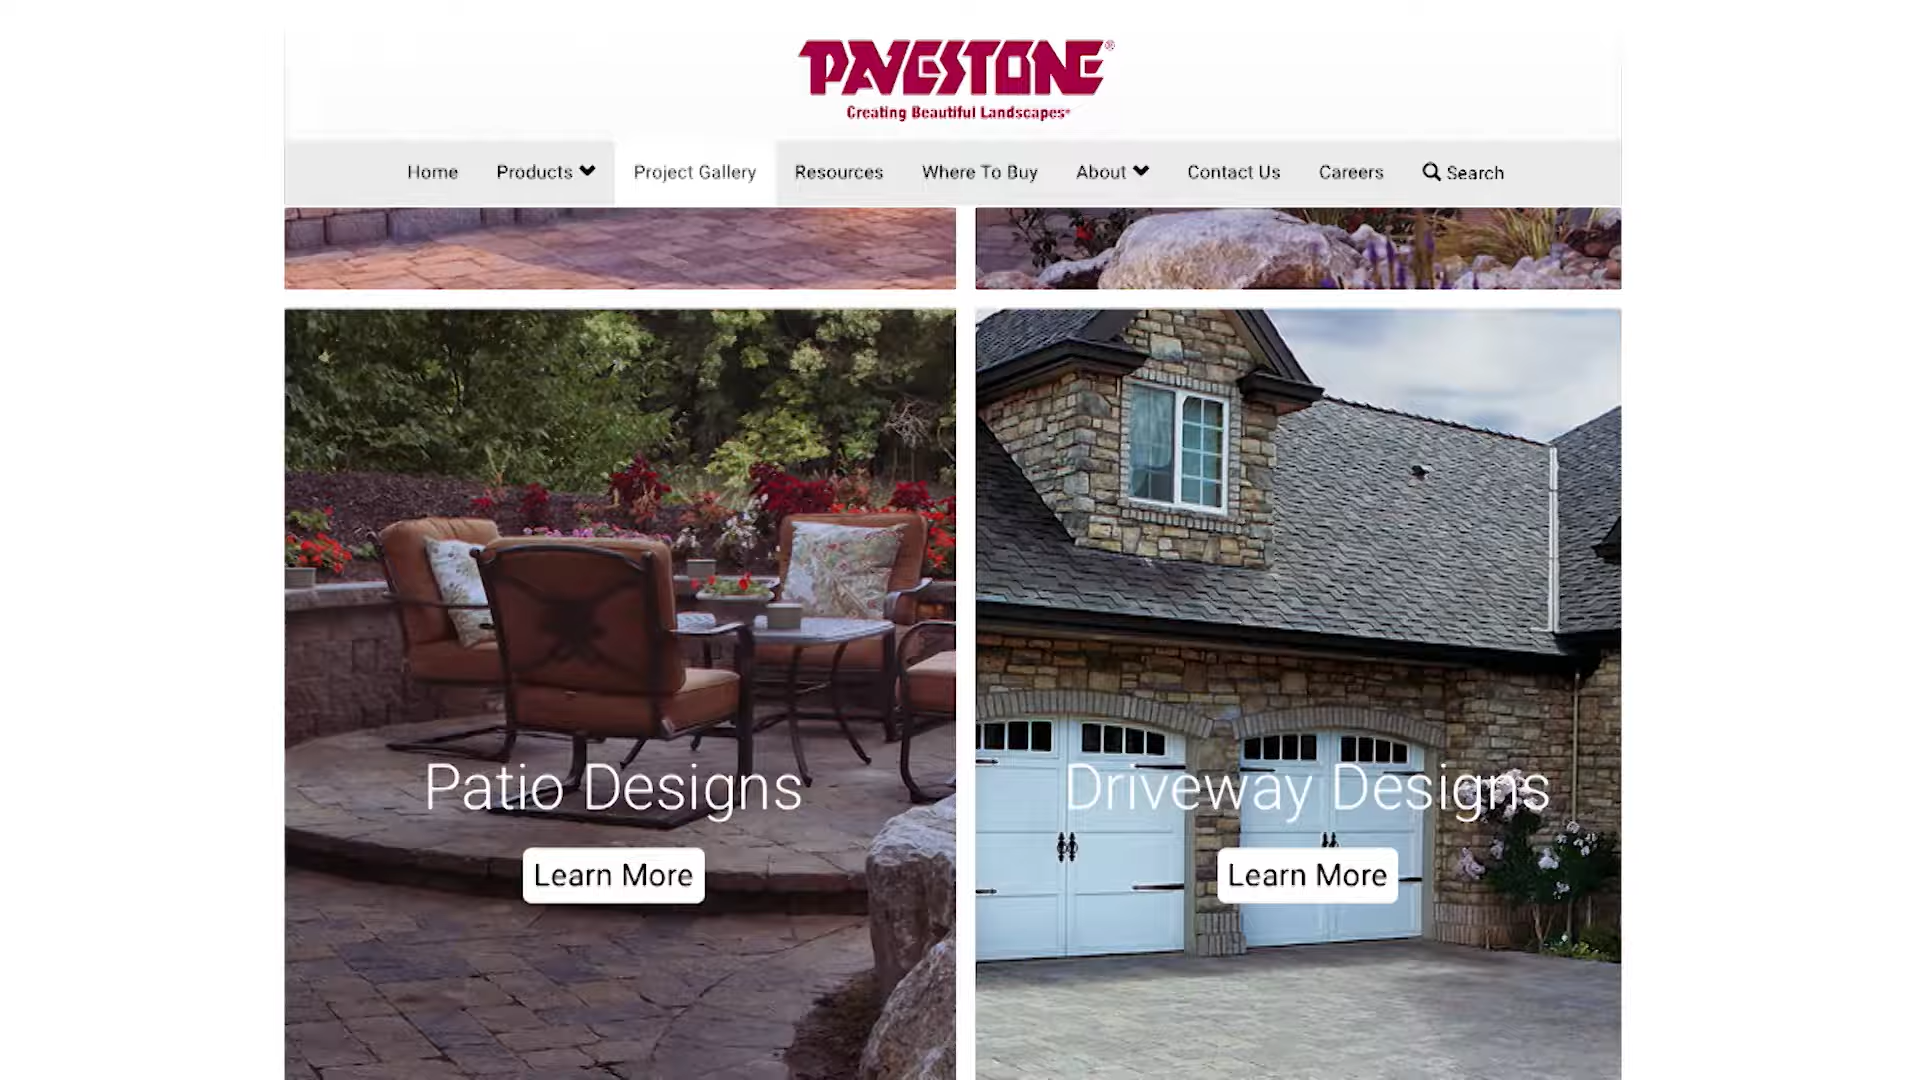 PAVESTONE®
Creating Beautiful Landscapes®
Home Products Project Gallery Resources Where To Buy About Contact Us Careers Search
Patio Designs
Driveway Designs
Learn More
Learn More